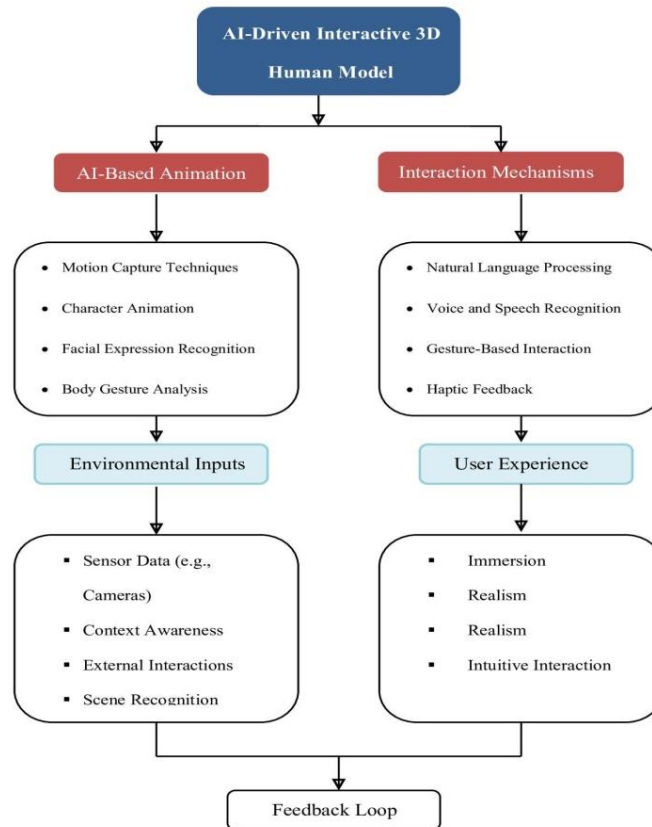 AI-Driven Interactive 3D
Human Model
AI-Based Animation
Interaction Mechanisms
• Motion Capture Techniques
• Character Animation
• Facial Expression Recognition
• Body Gesture Analysis
• Natural Language Processing
• Voice and Speech Recognition
• Gesture-Based Interaction
• Haptic Feedback
Environmental Inputs
User Experience
▪ Sensor Data (e.g.,
Cameras)
▪ Context Awareness
▪ External Interactions
▪ Scene Recognition
▪ Immersion
▪ Realism
▪ Realism
▪ Intuitive Interaction
Feedback Loop